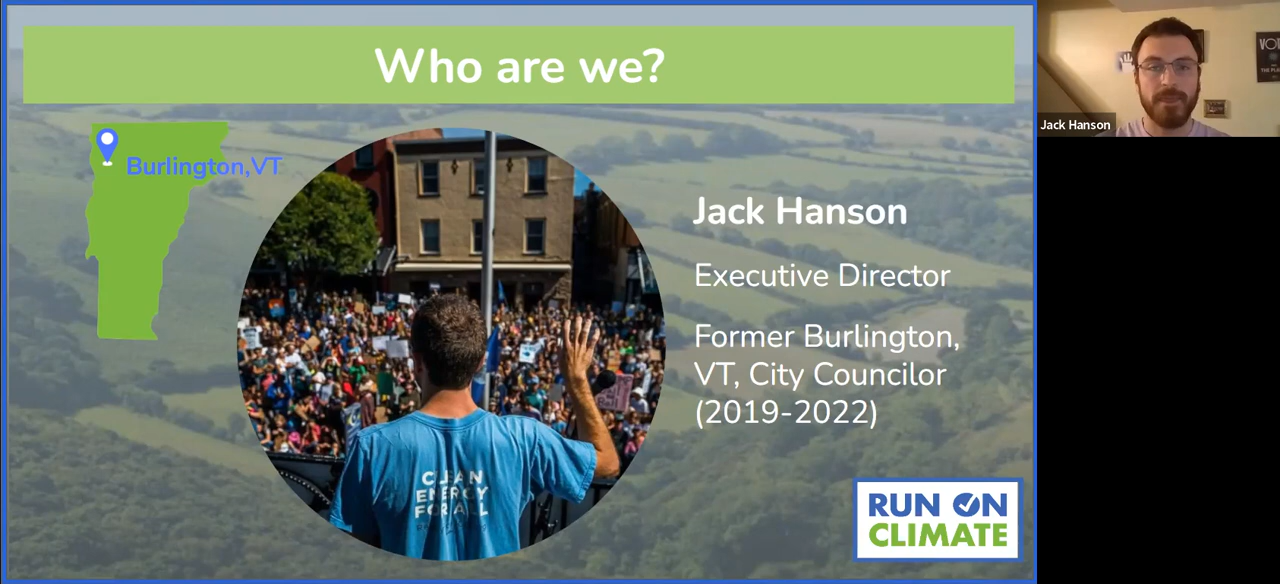 Who are we?
Burlington,VT
Jack Hanson
Executive Director
Former Burlington,
VT, City Councilor
(2019-2022)
CLEAN
ENERGY
FOR ALL
RUN ON
CLIMATE
Jack Hanson